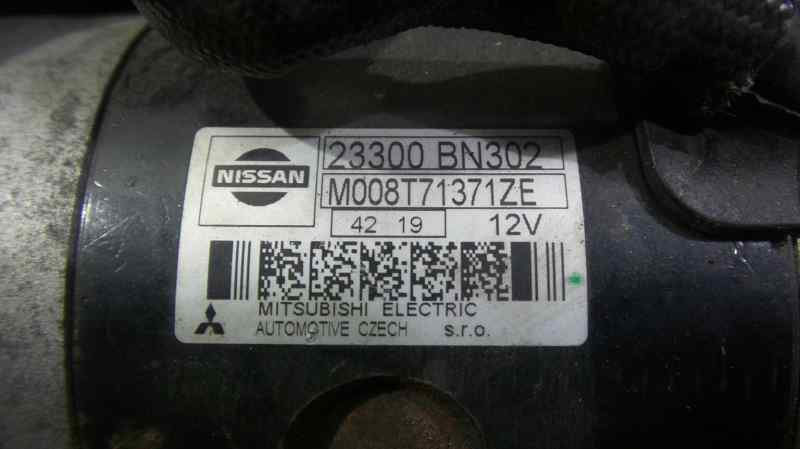 NISSAN
23300 BN302
M008T71371ZE
42 19 12V
MITSUBISHI ELECTRIC
AUTOMOTIVE CZECH s.r.o.